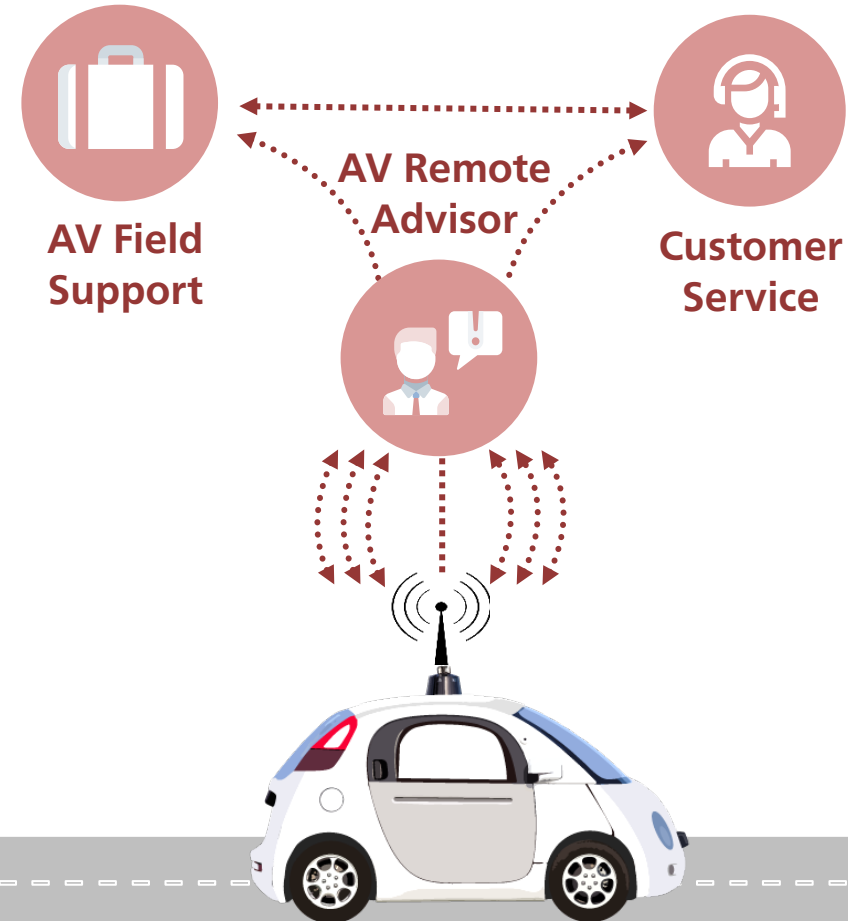 AV Remote
Advisor
AV Field
Support
Customer
Service